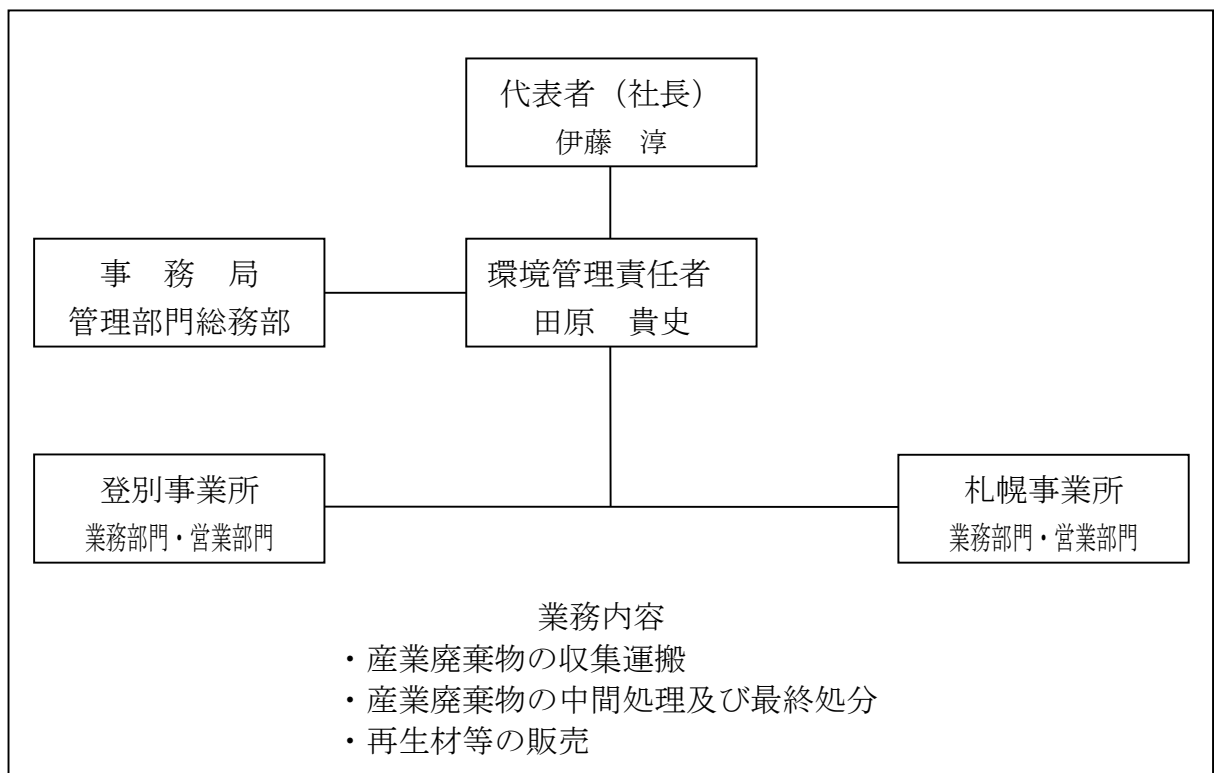 代表者（社長）
伊藤　淳
事　務　局
管理部門総務部
環境管理責任者
田原　貴史
登別事業所
業務部門・営業部門
札幌事業所
業務部門・営業部門
業務内容
・産業廃棄物の収集運搬
・産業廃棄物の中間処理及び最終処分
・再生材等の販売